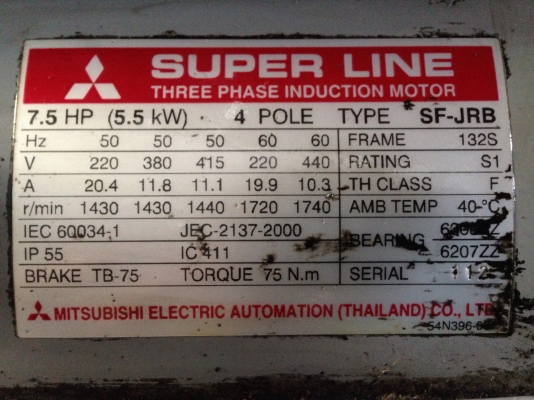 SUPER LINE
THREE PHASE INDUCTION MOTOR
7.5 HP (5.5 kW) 4 POLE TYPE SF-JRB
Hz 50 50 50 60 60 FRAME 132S
V 220 380 415 220 440 RATING S1
A 20.4 11.8 11.1 19.9 10.3 TH CLASS F
r/min 1430 1430 1440 1720 1740 AMB TEMP 40 °C
IEC 60034-1 JEC-2137-2000 BEARING
IP 55 IC 411 6207ZZ
BRAKE TB-75 TORQUE 75 N.m SERIAL 112
MITSUBISHI ELECTRIC AUTOMATION (THAILAND) CO., LTD